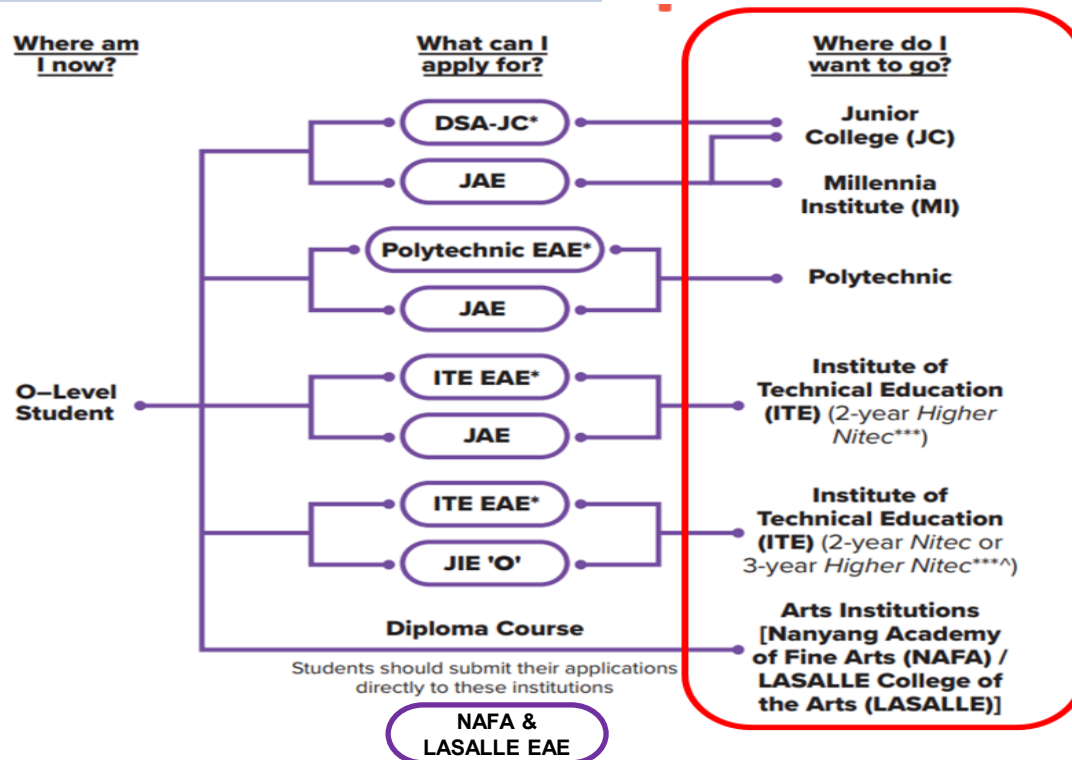 Where am
I now?
What can I
apply for?
Where do I
want to go?
O–Level
Student
DSA-JC*
JAE
Junior
College (JC)
Millennia
Institute (MI)
Polytechnic EAE*
JAE
Polytechnic
ITE EAE*
JAE
Institute of
Technical Education
(ITE) (2-year Higher
Nitec***)
ITE EAE*
JIE 'O'
Institute of
Technical Education
(ITE) (2-year Nitec or
3-year Higher Nitec***^)
Diploma Course
Students should submit their applications
directly to these institutions
NAFA &
LASALLE EAE
Arts Institutions
[Nanyang Academy
of Fine Arts (NAFA) /
LASALLE College of
the Arts (LASALLE)]